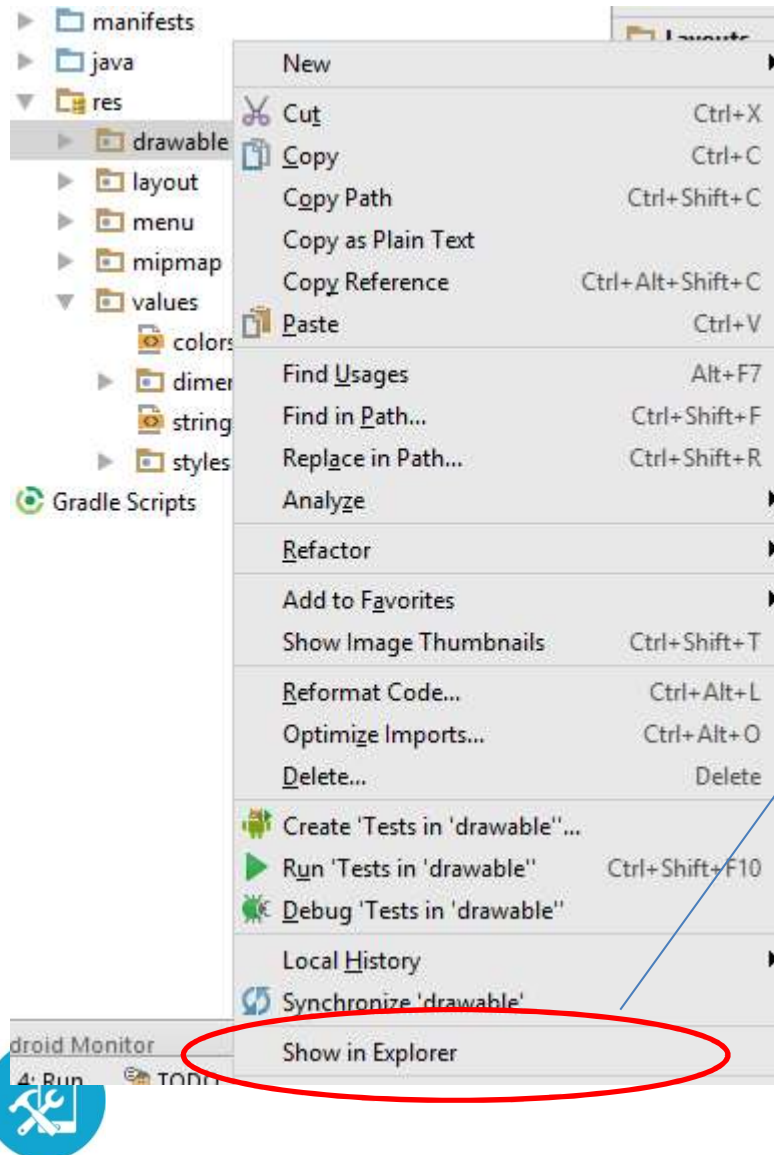 manifests
java
res
drawable
layout
menu
mipmap
values
colors
dimen
string
styles
Gradle Scripts
Layouts
New
Cut Ctrl+X
Copy Ctrl+C
Copy Path Ctrl+Shift+C
Copy as Plain Text
Copy Reference Ctrl+Alt+Shift+C
Paste Ctrl+V
Find Usages Alt+F7
Find in Path... Ctrl+Shift+F
Replace in Path... Ctrl+Shift+R
Analyze
Refactor
Add to Favorites
Show Image Thumbnails Ctrl+Shift+T
Reformat Code... Ctrl+Alt+L
Optimize Imports... Ctrl+Alt+O
Delete... Delete
Create 'Tests in 'drawable''...
Run 'Tests in 'drawable'' Ctrl+Shift+F10
Debug 'Tests in 'drawable''
Local History
Synchronize 'drawable'
Show in Explorer
droid Monitor
4: Run TODO